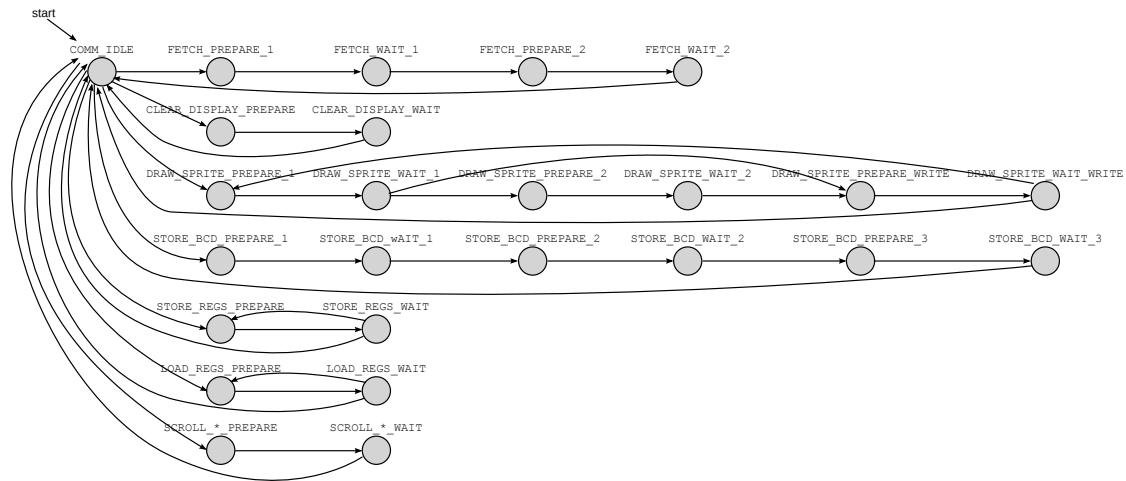 start
COMM_IDLE
FETCH_PREPARE_1
FETCH_WAIT_1
FETCH_PREPARE_2
FETCH_WAIT_2
CLEAR_DISPLAY_PREPARE
CLEAR_DISPLAY_WAIT
DRAW_SPRITE_PREPARE_1
DRAW_SPRITE_WAIT_1
DRAW_SPRITE_PREPARE_2
DRAW_SPRITE_WAIT_2
DRAW_SPRITE_PREPARE_WRITE
DRAW_SPRITE_WAIT_WRITE
STORE_BCD_PREPARE_1
STORE_BCD_wAIT_1
STORE_BCD_PREPARE_2
STORE_BCD_WAIT_2
STORE_BCD_PREPARE_3
STORE_BCD_WAIT_3
STORE_REGS_PREPARE
STORE_REGS_WAIT
LOAD_REGS_PREPARE
LOAD_REGS_WAIT
SCROLL_*_PREPARE
SCROLL_*_WAIT